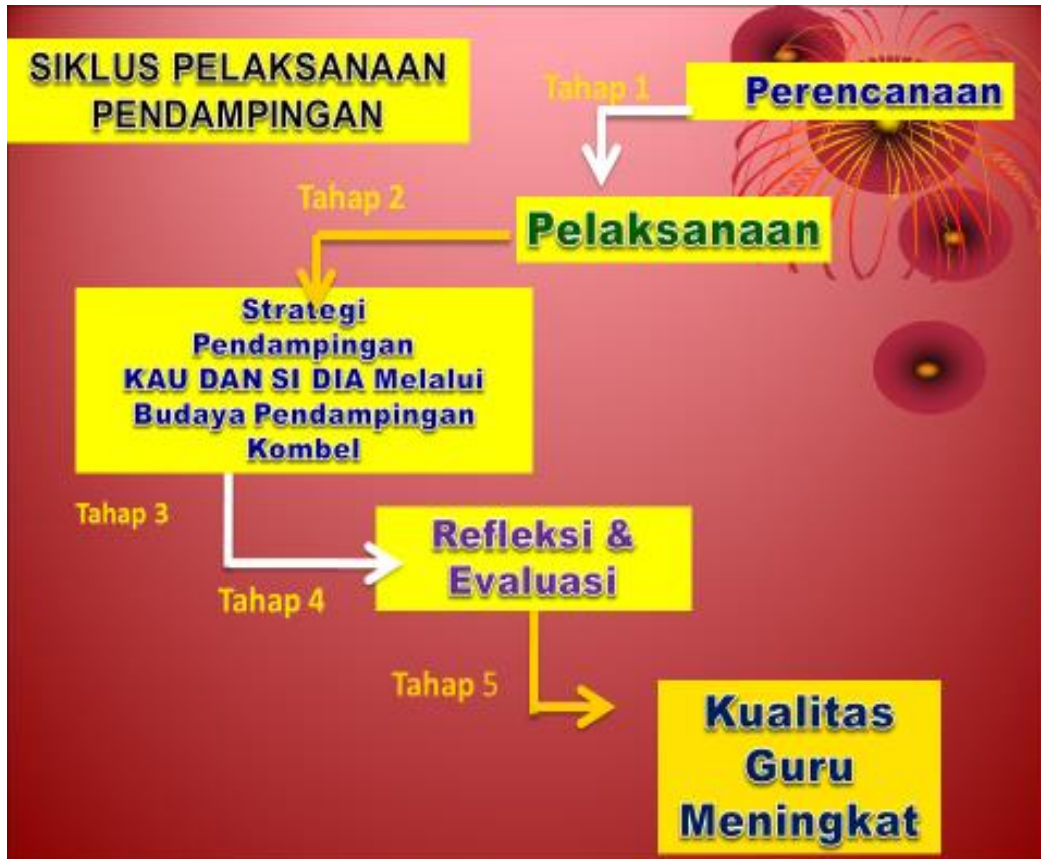 SIKLUS PELAKSANAAN
PENDAMPINGAN
Tahap 1
Perencanaan
Tahap 2
Pelaksanaan
Strategi
Pendampingan
KAU DAN SI DIA Melalui
Budaya Pendampingan
Kombel
Tahap 3
Refleksi &
Evaluasi
Tahap 4
Tahap 5
Kualitas
Guru
Meningkat